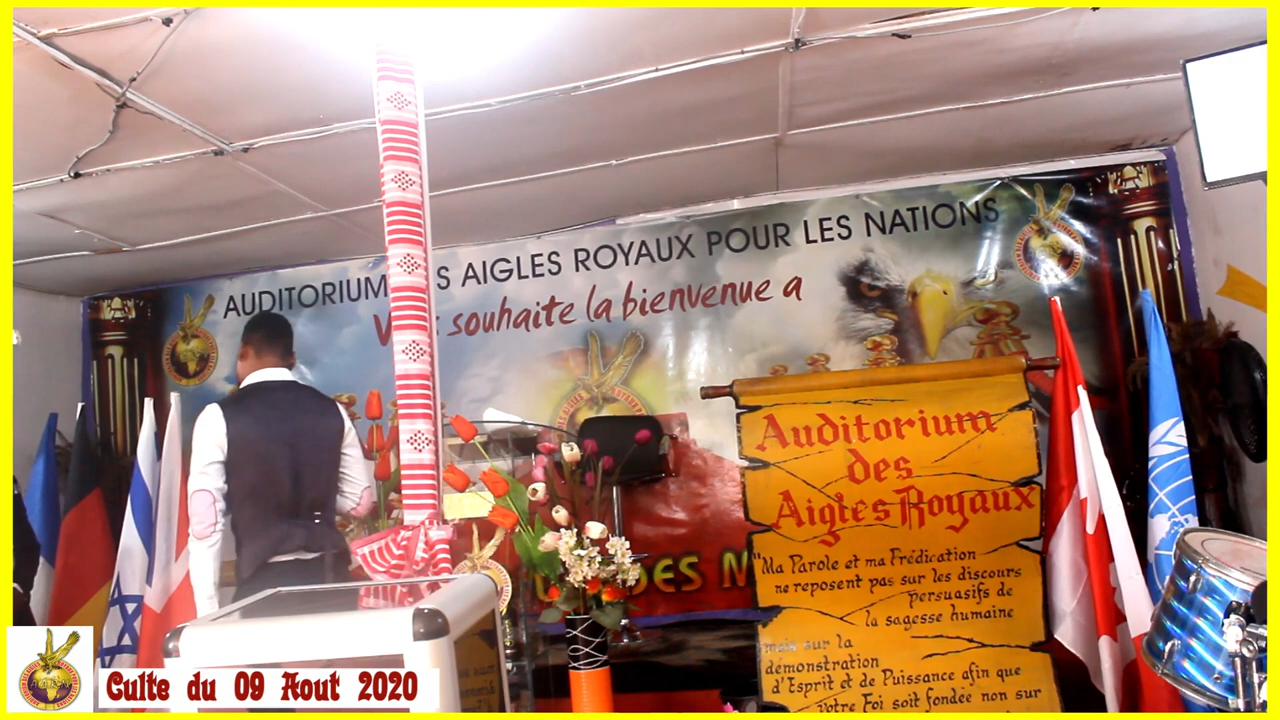 AUDITORIUM S AIGLES ROYAUX POUR LES NATIONS
V souhaite la bienvenue a
DES N
Auditorium
des
Aigles Royaux
"Ma Parole et ma Prédication
ne reposent pas sur les discours
persuasifs de
la sagesse humaine
mais sur la
démonstration
d'Esprit et de Puissance afin que
votre Foi soit fondée non sur
Culte du 09 Aout 2020